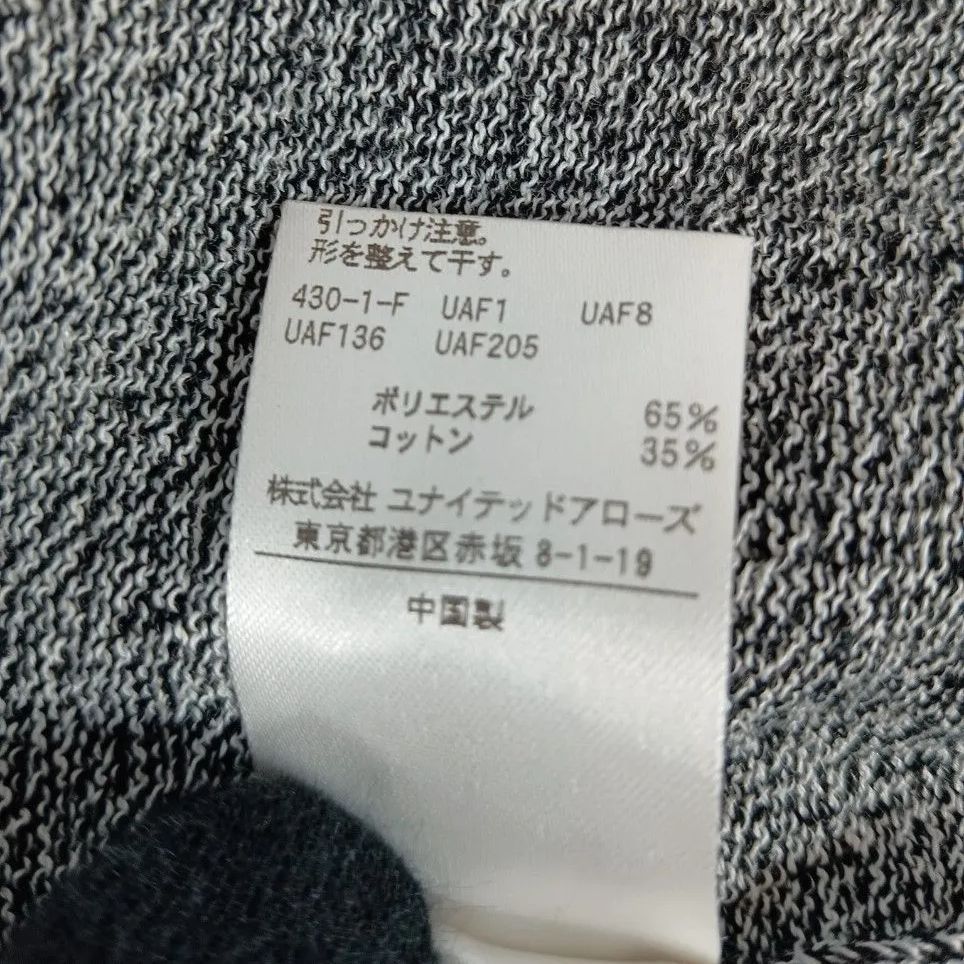 引っかけ注意。
形を整えて干す。
430-1-F UAF1 UAF8
UAF136 UAF205
ポリエステル 65%
コットン 35%
株式会社 ユナイテッドアローズ
東京都港区赤坂 8-1-19
中国製